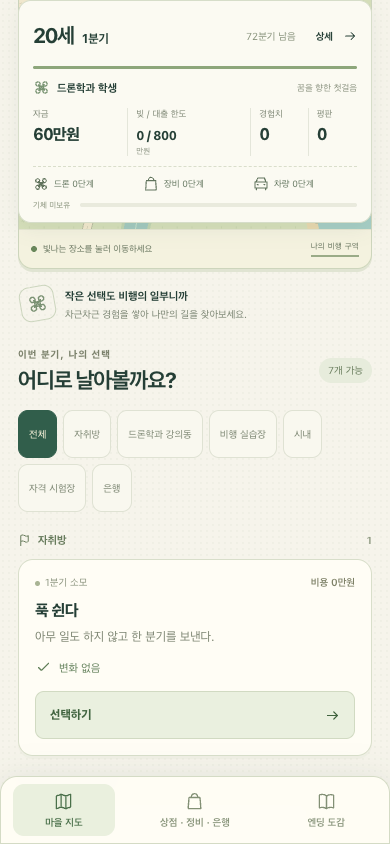 20세 1분기
72분기 남음
상세 →
드론학과 학생
꿈을 향한 첫걸음
자금
빚 / 대출 한도
경험치
평판
60만원
0 / 800
만원
0
0
드론 0단계
장비 0단계
차량 0단계
기체 미보유
빛나는 장소를 눌러 이동하세요
나의 비행 구역
작은 선택도 비행의 일부니까
차근차근 경험을 쌓아 나만의 길을 찾아보세요.
이번 분기, 나의 선택
어디로 날아볼까요?
7개 가능
전체
자취방
드론학과 강의동
비행 실습장
시내
자격 시험장
은행
자취방
1
1분기 소모
비용 0만원
푹 쉰다
아무 일도 하지 않고 한 분기를 보낸다.
변화 없음
선택하기 →
마을 지도
상점 · 정비 · 은행
엔딩 도감